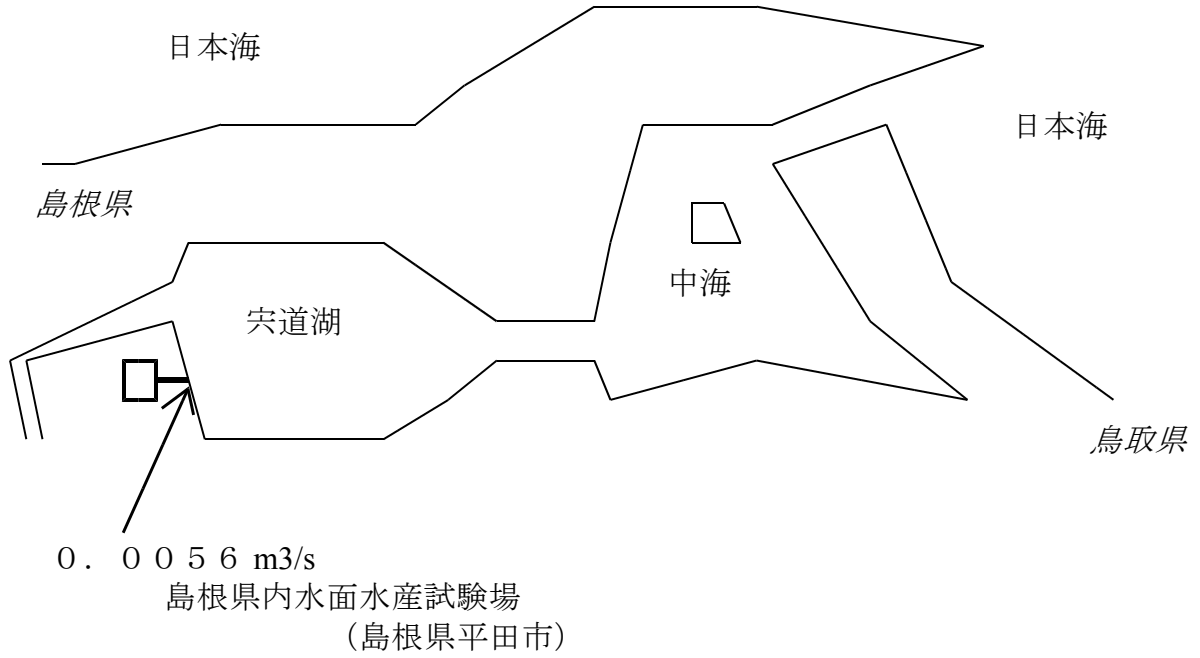 日本海
日本海
島根県
中海
宍道湖
鳥取県
０．００５６ m3/s
島根県内水面水産試験場
（島根県平田市）